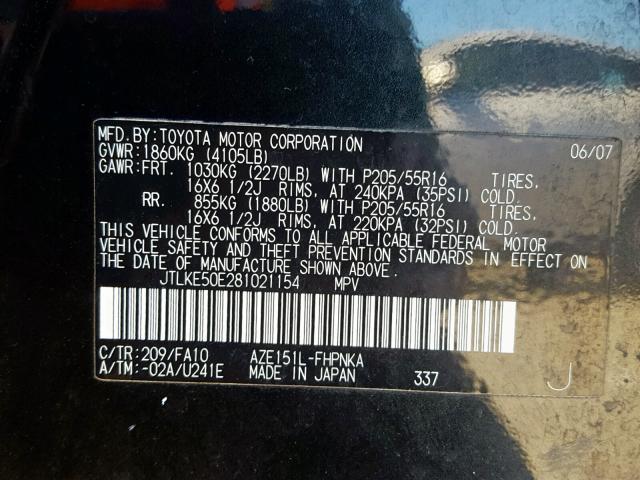 MFD.BY:TOYOTA MOTOR CORPORATION 06/07
GVWR:1860KG (4105LB)
GAWR:FRT. 1030KG (2270LB) WITH P205/55R16 TIRES,
16X6 1/2J RIMS, AT 240KPA (35PSI) COLD.
RR. 855KG (1880LB) WITH P205/55R16 TIRES,
16X6 1/2J RIMS, AT 220KPA (32PSI) COLD.
THIS VEHICLE CONFORMS TO ALL APPLICABLE FEDERAL MOTOR
VEHICLE SAFETY AND THEFT PREVENTION STANDARDS IN EFFECT ON
THE DATE OF MANUFACTURE SHOWN ABOVE.
JTLKE50E281021154 MPV
C/TR:209/FA10 AZE151L-FHPNKA
A/TM:-02A/U241E MADE IN JAPAN 337 J